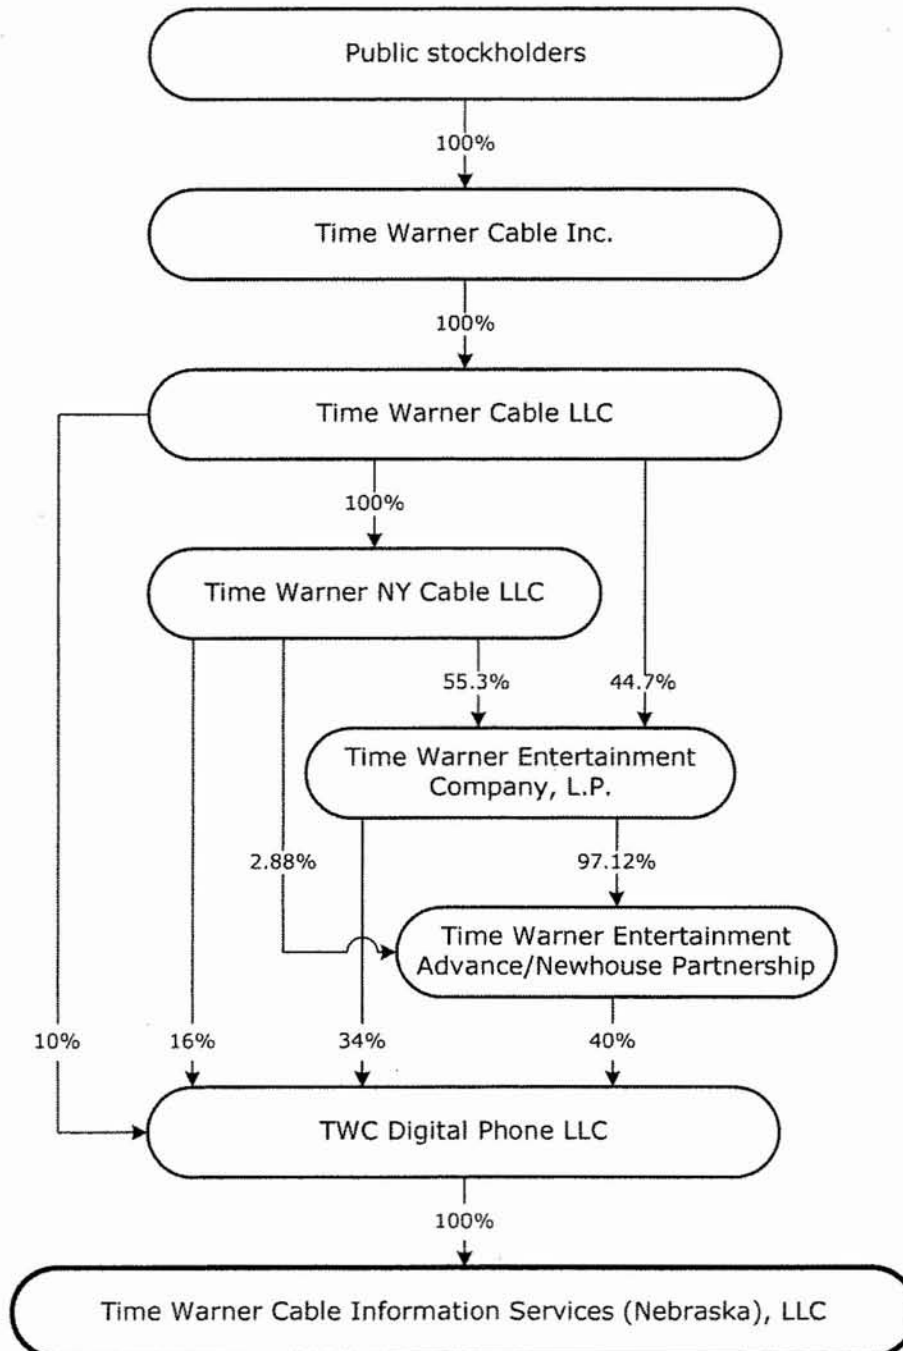 Public stockholders
100%
Time Warner Cable Inc.
100%
Time Warner Cable LLC
100%
Time Warner NY Cable LLC
55.3%
44.7%
Time Warner Entertainment
Company, L.P.
2.88%
97.12%
Time Warner Entertainment
Advance/Newhouse Partnership
10%
16%
34%
40%
TWC Digital Phone LLC
100%
Time Warner Cable Information Services (Nebraska), LLC